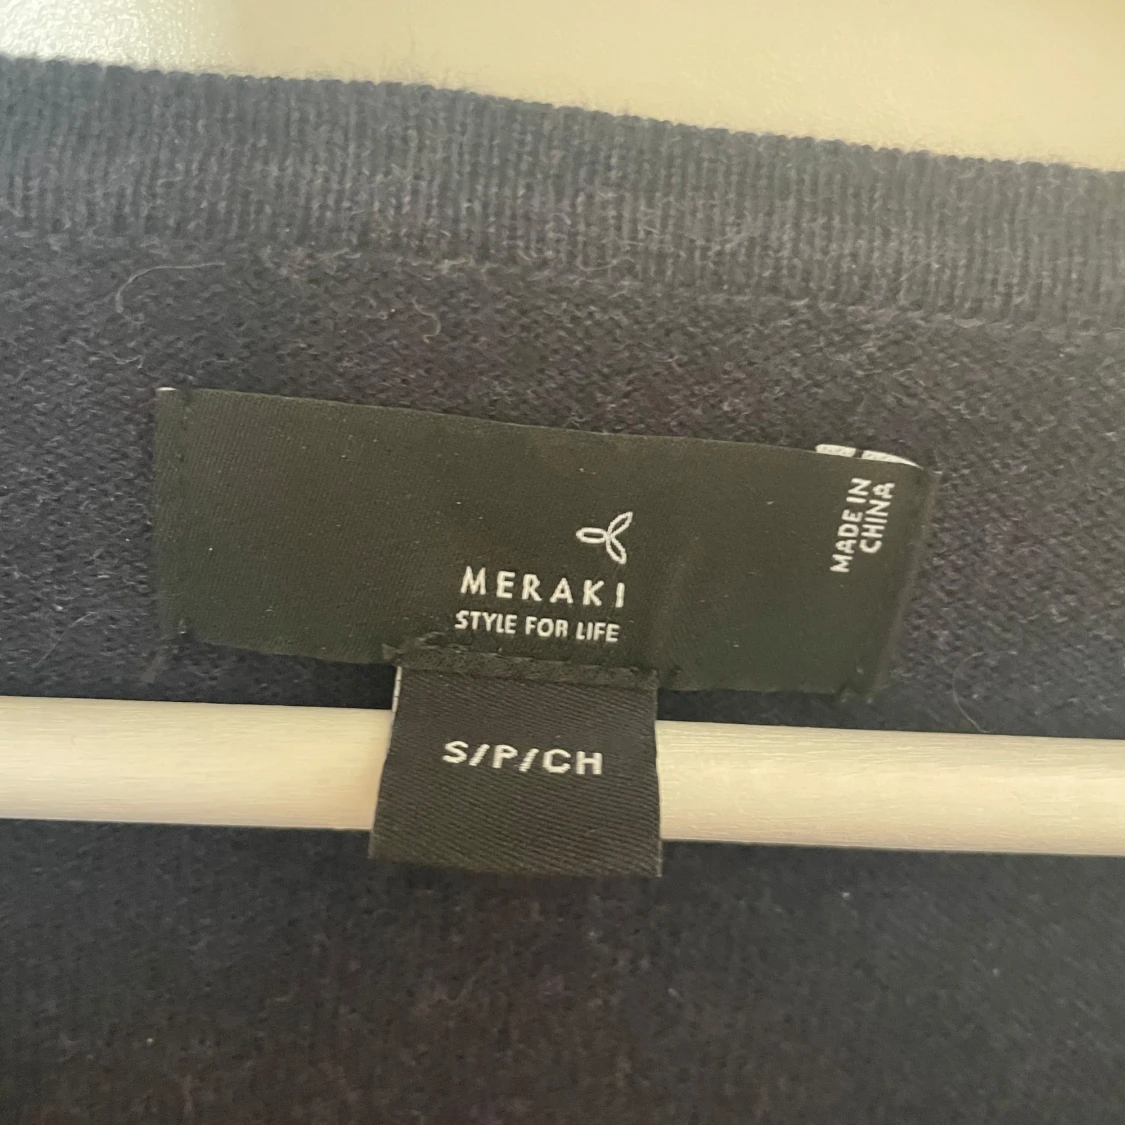 MERAKI
STYLE FOR LIFE
MADE IN
CHINA
S/P/CH